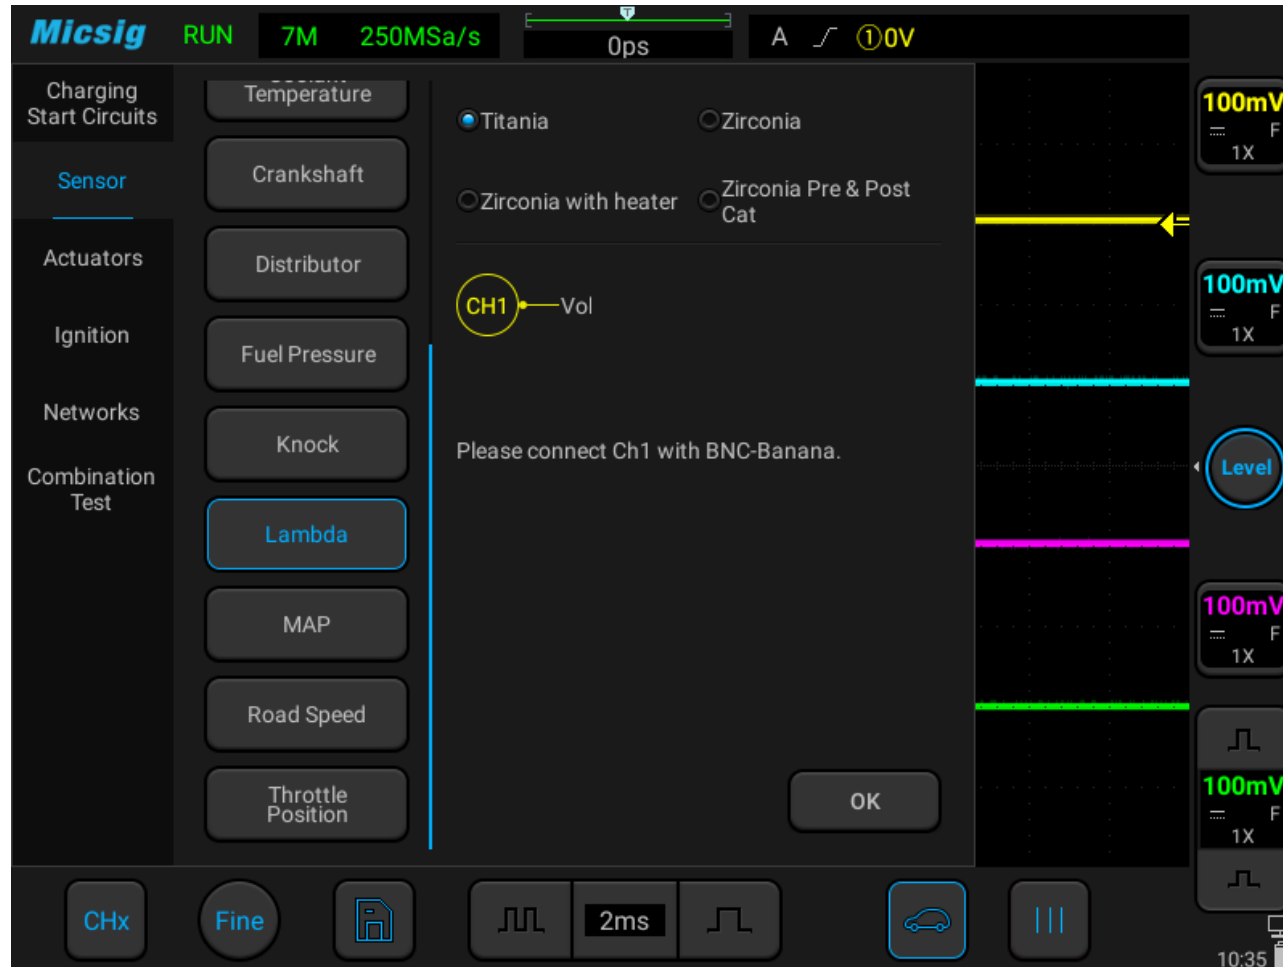 Micsig RUN 7M 250MSa/s 0ps A ①0V
Charging
Start Circuits
Sensor
Actuators
Ignition
Networks
Combination
Test
Temperature
Crankshaft
Distributor
Fuel Pressure
Knock
Lambda
MAP
Road Speed
Throttle
Position
Titania
Zirconia
Zirconia with heater
Zirconia Pre & Post
Cat
CH1 Vol
Please connect Ch1 with BNC-Banana.
OK
100mV
F
1X
100mV
F
1X
Level
100mV
F
1X
100mV
F
1X
CHx
Fine
2ms
10:35